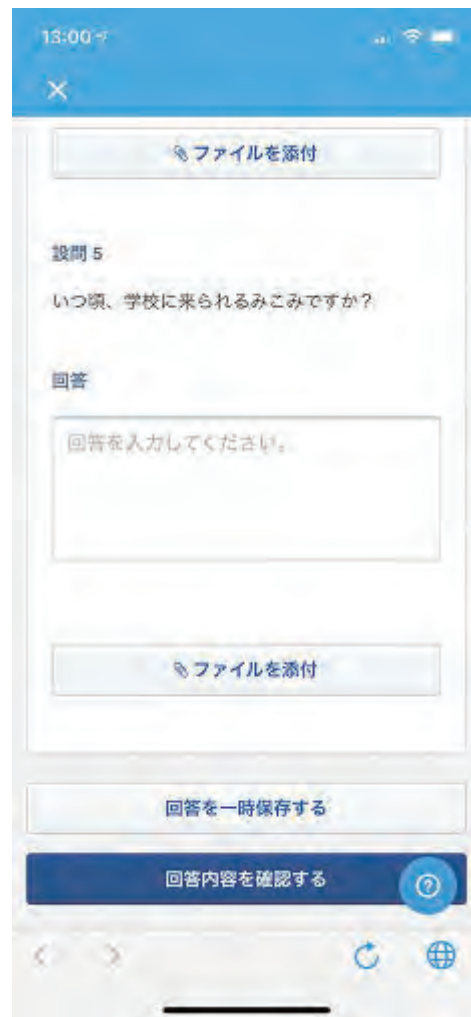 13:00
ファイルを添付
設問 5
いつ頃、学校に来られるみこみですか？
回答
回答を入力してください。
ファイルを添付
回答を一時保存する
回答内容を確認する
?